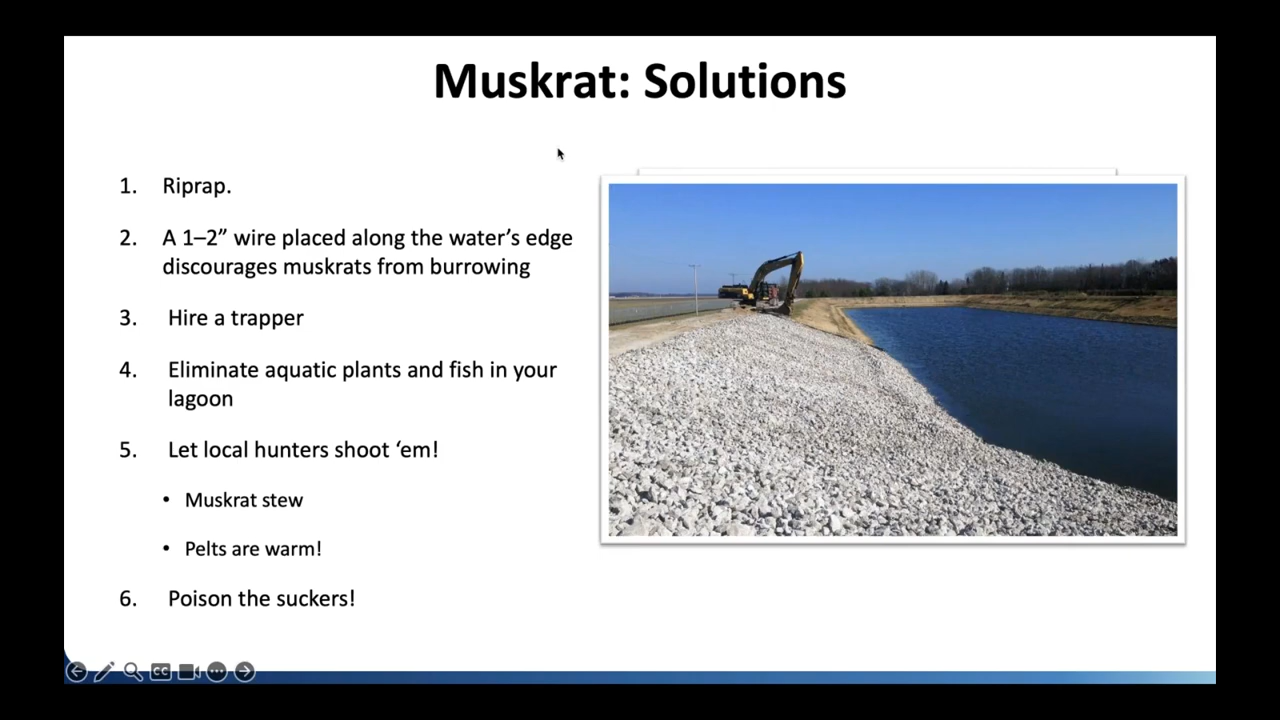 Muskrat: Solutions
1. Riprap.
2. A 1–2” wire placed along the water’s edge
discourages muskrats from burrowing
3. Hire a trapper
4. Eliminate aquatic plants and fish in your
lagoon
5. Let local hunters shoot ‘em!
• Muskrat stew
• Pelts are warm!
6. Poison the suckers!
CC